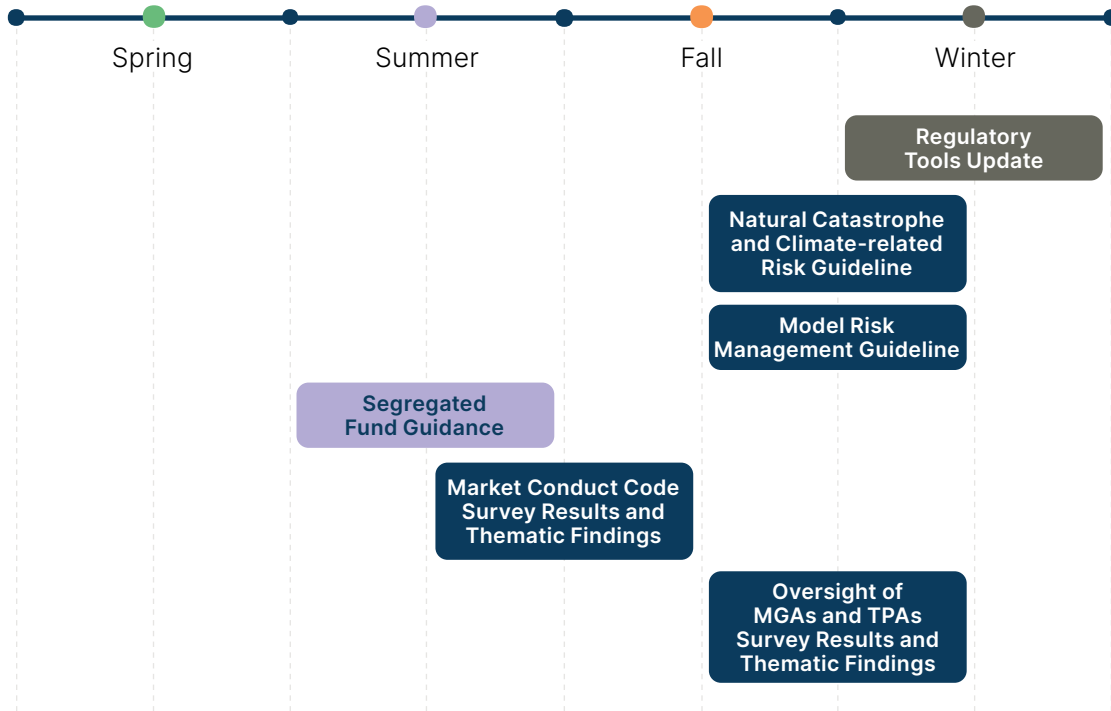 Spring
Summer
Fall
Winter
Regulatory
Tools Update
Natural Catastrophe
and Climate-related
Risk Guideline
Model Risk
Management Guideline
Segregated
Fund Guidance
Market Conduct Code
Survey Results and
Thematic Findings
Oversight of
MGAs and TPAs
Survey Results and
Thematic Findings